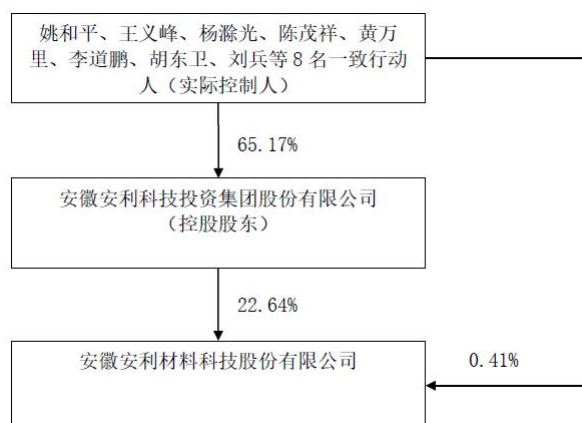 姚和平、王义峰、杨滁光、陈茂祥、黄万
里、李道鹏、胡东卫、刘兵等8名一致行动
人（实际控制人）
65.17%
安徽安利科技投资集团股份有限公司
（控股股东）
22.64%
安徽安利材料科技股份有限公司
0.41%